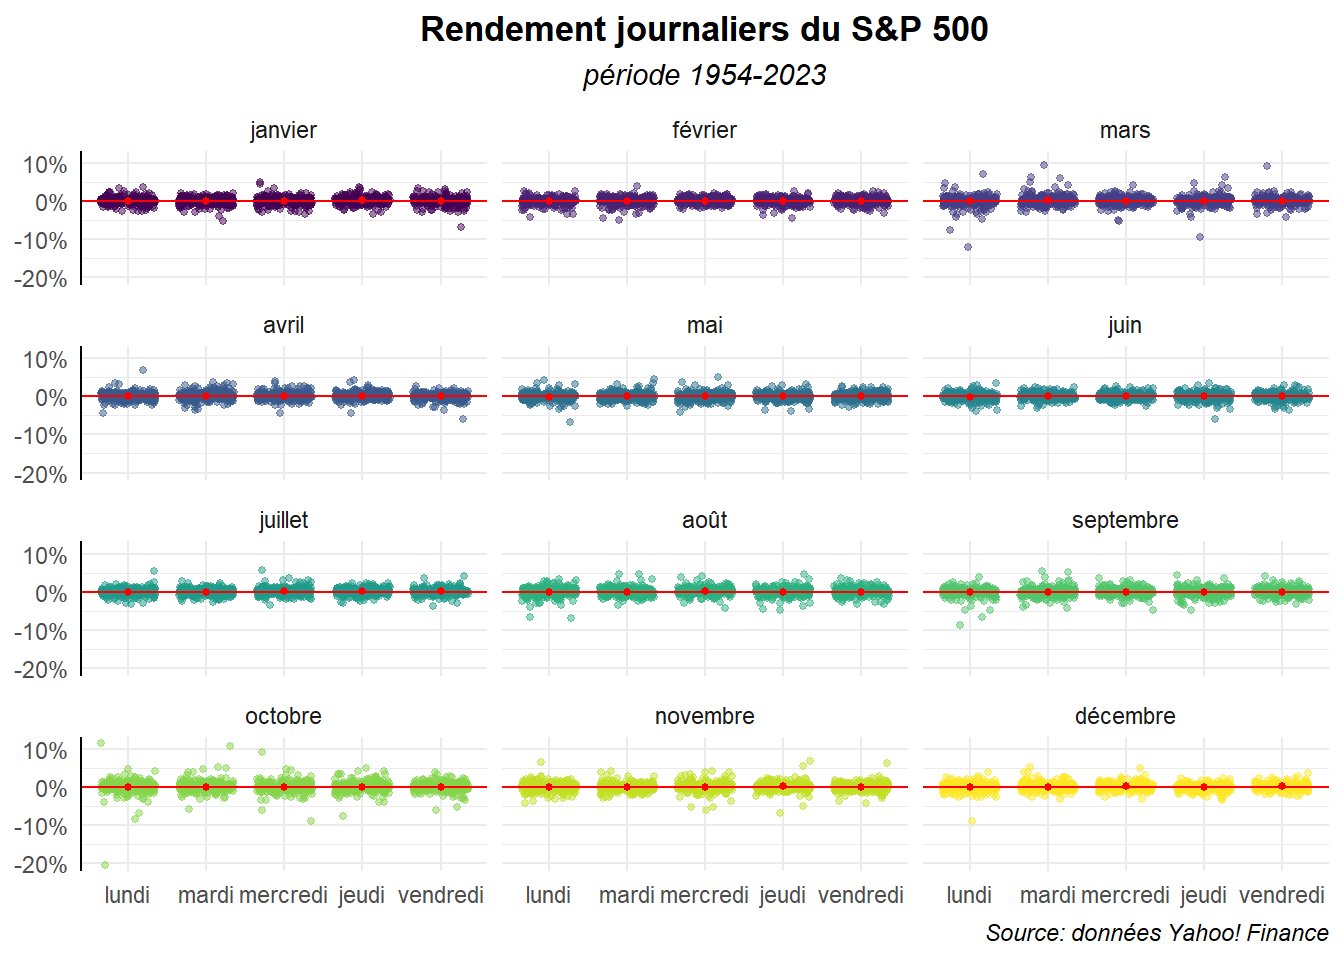 Rendement journaliers du S&P 500
période 1954-2023
janvier février mars
10%
0%
-10%
-20%
avril mai juin
10%
0%
-10%
-20%
juillet août septembre
10%
0%
-10%
-20%
octobre novembre décembre
10%
0%
-10%
-20%
lundi mardi mercredi jeudi vendredi lundi mardi mercredi jeudi vendredi lundi mardi mercredi jeudi vendredi
Source: données Yahoo! Finance